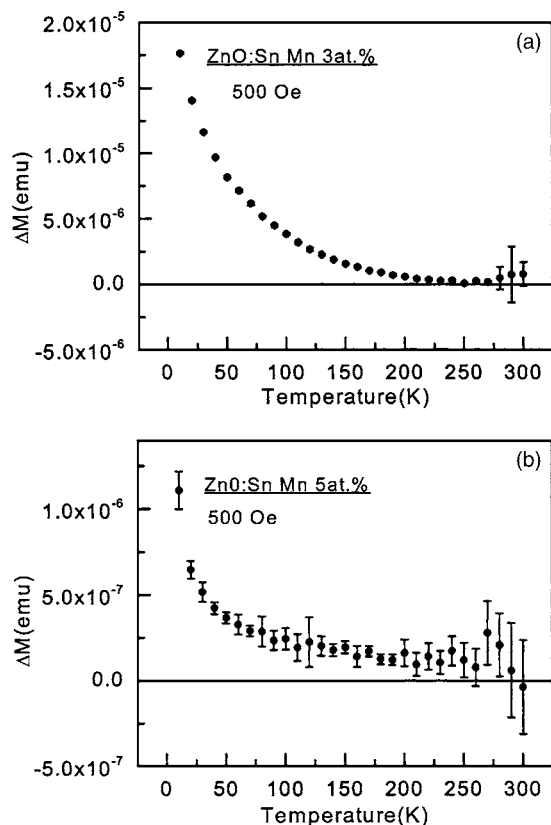 (a)
ZnO:Sn Mn 3at.%
500 Oe
2.0x10⁻⁵
1.5x10⁻⁵
1.0x10⁻⁵
5.0x10⁻⁶
0.0
-5.0x10⁻⁶
ΔM(emu)
0 50 100 150 200 250 300
Temperature(K)
(b)
Zn0:Sn Mn 5at.%
500 Oe
1.0x10⁻⁶
5.0x10⁻⁷
0.0
-5.0x10⁻⁷
ΔM(emu)
0 50 100 150 200 250 300
Temperature(K)